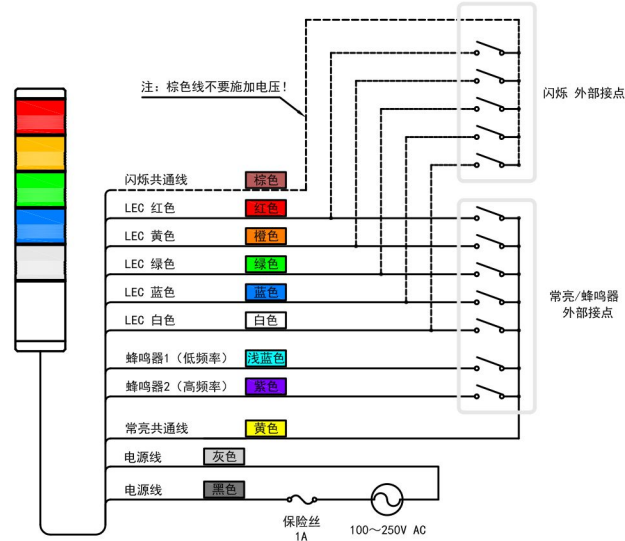 闪烁 外部接点
注: 棕色线不要施加电压!
闪烁共通线 棕色
LEC 红色 红色
LEC 黄色 橙色
LEC 绿色 绿色
LEC 蓝色 蓝色
LEC 白色 白色
常亮/蜂鸣器
外部接点
蜂鸣器1（低频率） 浅蓝色
蜂鸣器2（高频率） 紫色
常亮共通线 黄色
电源线 灰色
电源线 黑色
保险丝
1A
100～250V AC